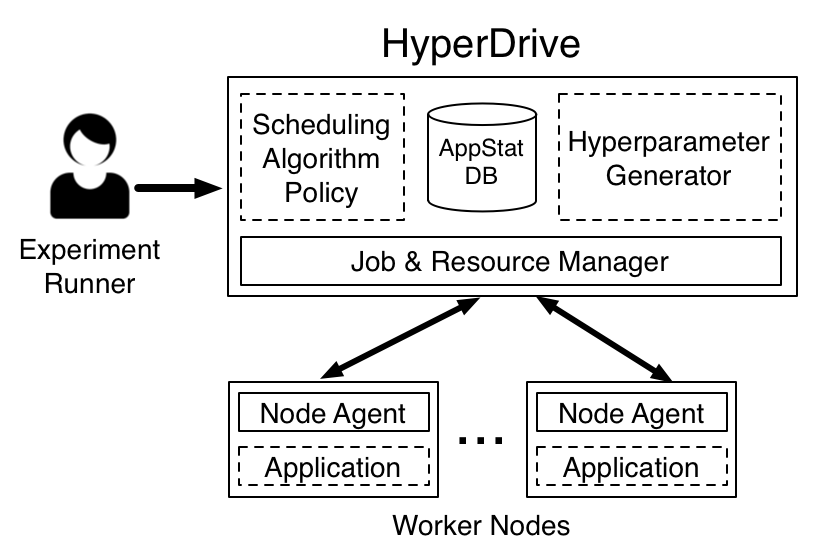 HyperDrive
Scheduling
Algorithm
Policy
AppStat
DB
Hyperparameter
Generator
Job & Resource Manager
Experiment
Runner
Node Agent
Application
...
Node Agent
Application
Worker Nodes